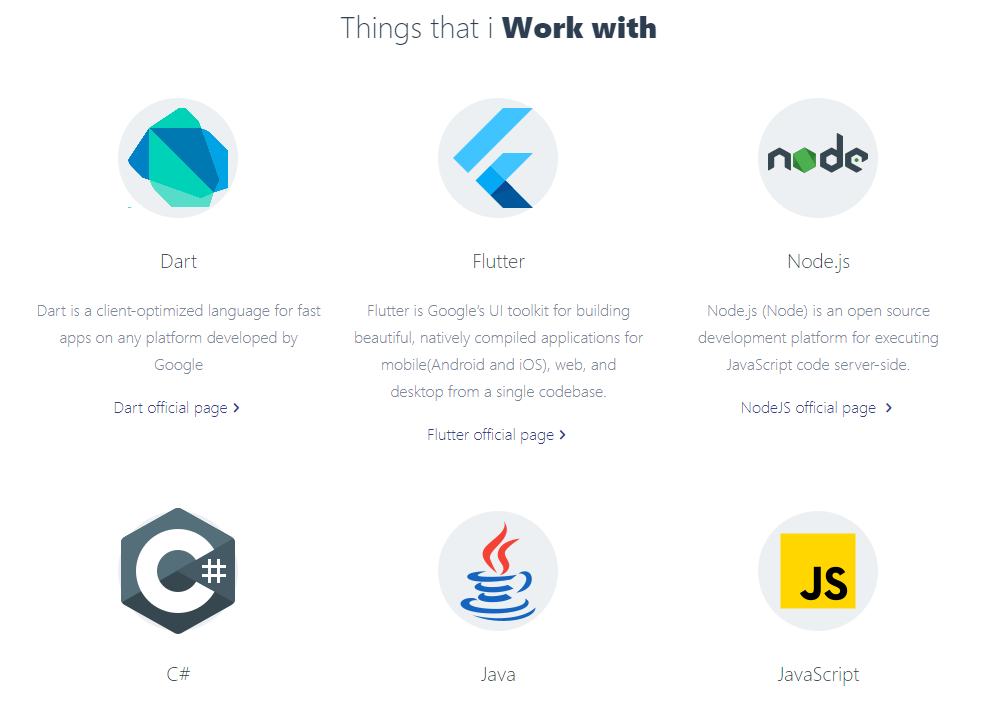 Things that i Work with
node
Dart
Flutter
Node.js
Dart is a client-optimized language for fast
apps on any platform developed by
Google
Dart official page
Flutter is Google's UI toolkit for building
beautiful, natively compiled applications for
mobile(Android and iOS), web, and
desktop from a single codebase.
Flutter official page
Node.js (Node) is an open source
development platform for executing
JavaScript code server-side.
NodeJS official page
C#
JS
C#
Java
JavaScript